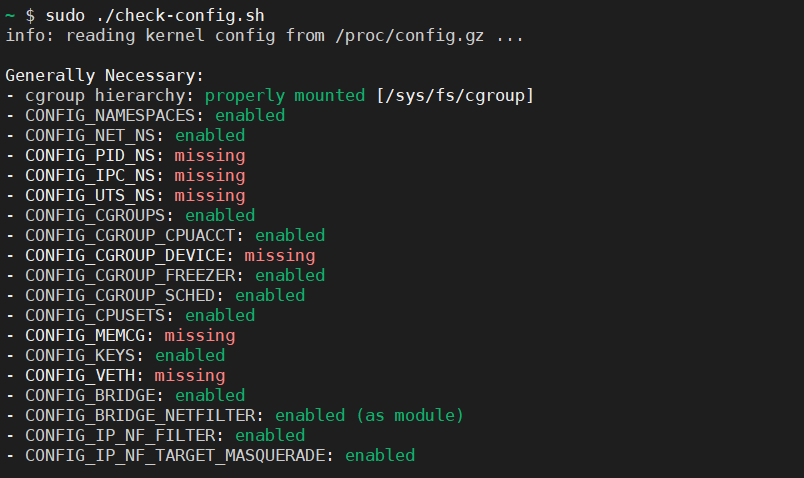 ~ $ sudo ./check-config.sh
info: reading kernel config from /proc/config.gz ...
Generally Necessary:
- cgroup hierarchy: properly mounted [/sys/fs/cgroup]
- CONFIG_NAMESPACES: enabled
- CONFIG_NET_NS: enabled
- CONFIG_PID_NS: missing
- CONFIG_IPC_NS: missing
- CONFIG_UTS_NS: missing
- CONFIG_CGROUPS: enabled
- CONFIG_CGROUP_CPUACCT: enabled
- CONFIG_CGROUP_DEVICE: missing
- CONFIG_CGROUP_FREEZER: enabled
- CONFIG_CGROUP_SCHED: enabled
- CONFIG_CPUSETS: enabled
- CONFIG_MEMCG: missing
- CONFIG_KEYS: enabled
- CONFIG_VETH: missing
- CONFIG_BRIDGE: enabled
- CONFIG_BRIDGE_NETFILTER: enabled (as module)
- CONFIG_IP_NF_FILTER: enabled
- CONFIG_IP_NF_TARGET_MASQUERADE: enabled